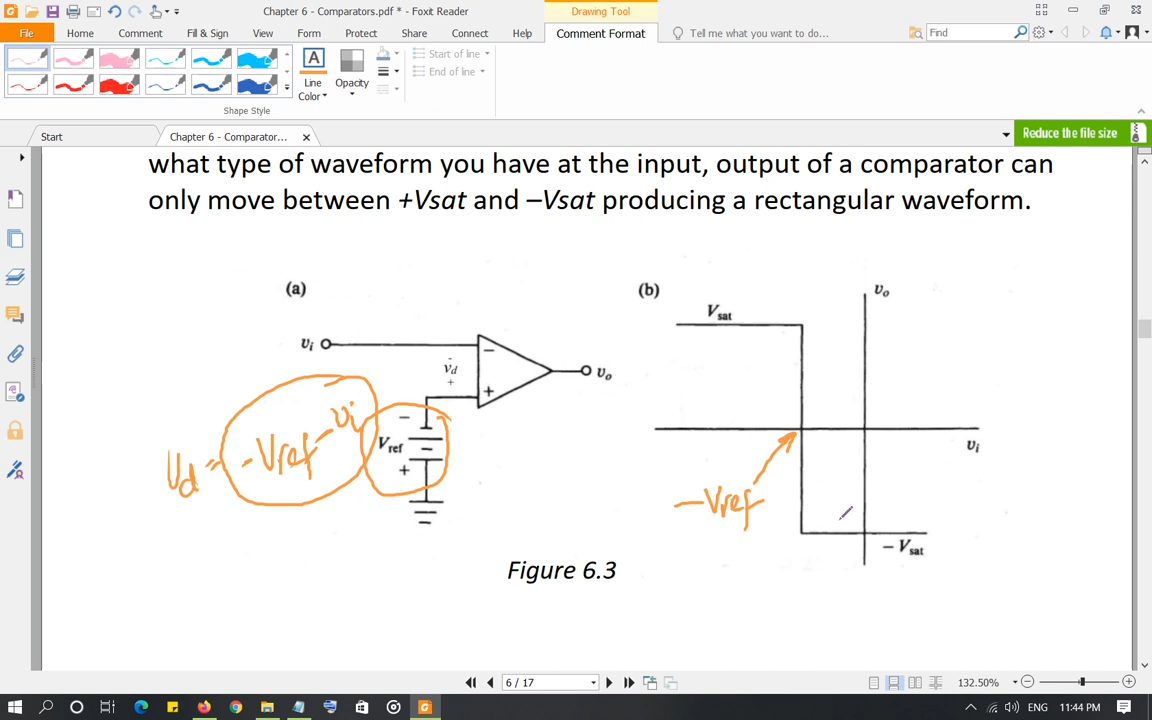 Chapter 6 - Comparators.pdf * - Foxit Reader
Drawing Tool
File
Home
Comment
Fill & Sign
View
Form
Protect
Share
Connect
Help
Comment Format
Tell me what you want to do...
Find
Line
Color
Opacity
Start of line
End of line
Shape Style
Start
Chapter 6 - Comparator...
Reduce the file size
what type of waveform you have at the input, output of a comparator can
only move between +Vsat and –Vsat producing a rectangular waveform.
(a)
vi
vd
vo
Vref
Vd = -Vref - Vi
(b)
Vsat
vo
vi
-Vref
- Vsat
Figure 6.3
6 / 17
132.50%
ENG
11:44 PM